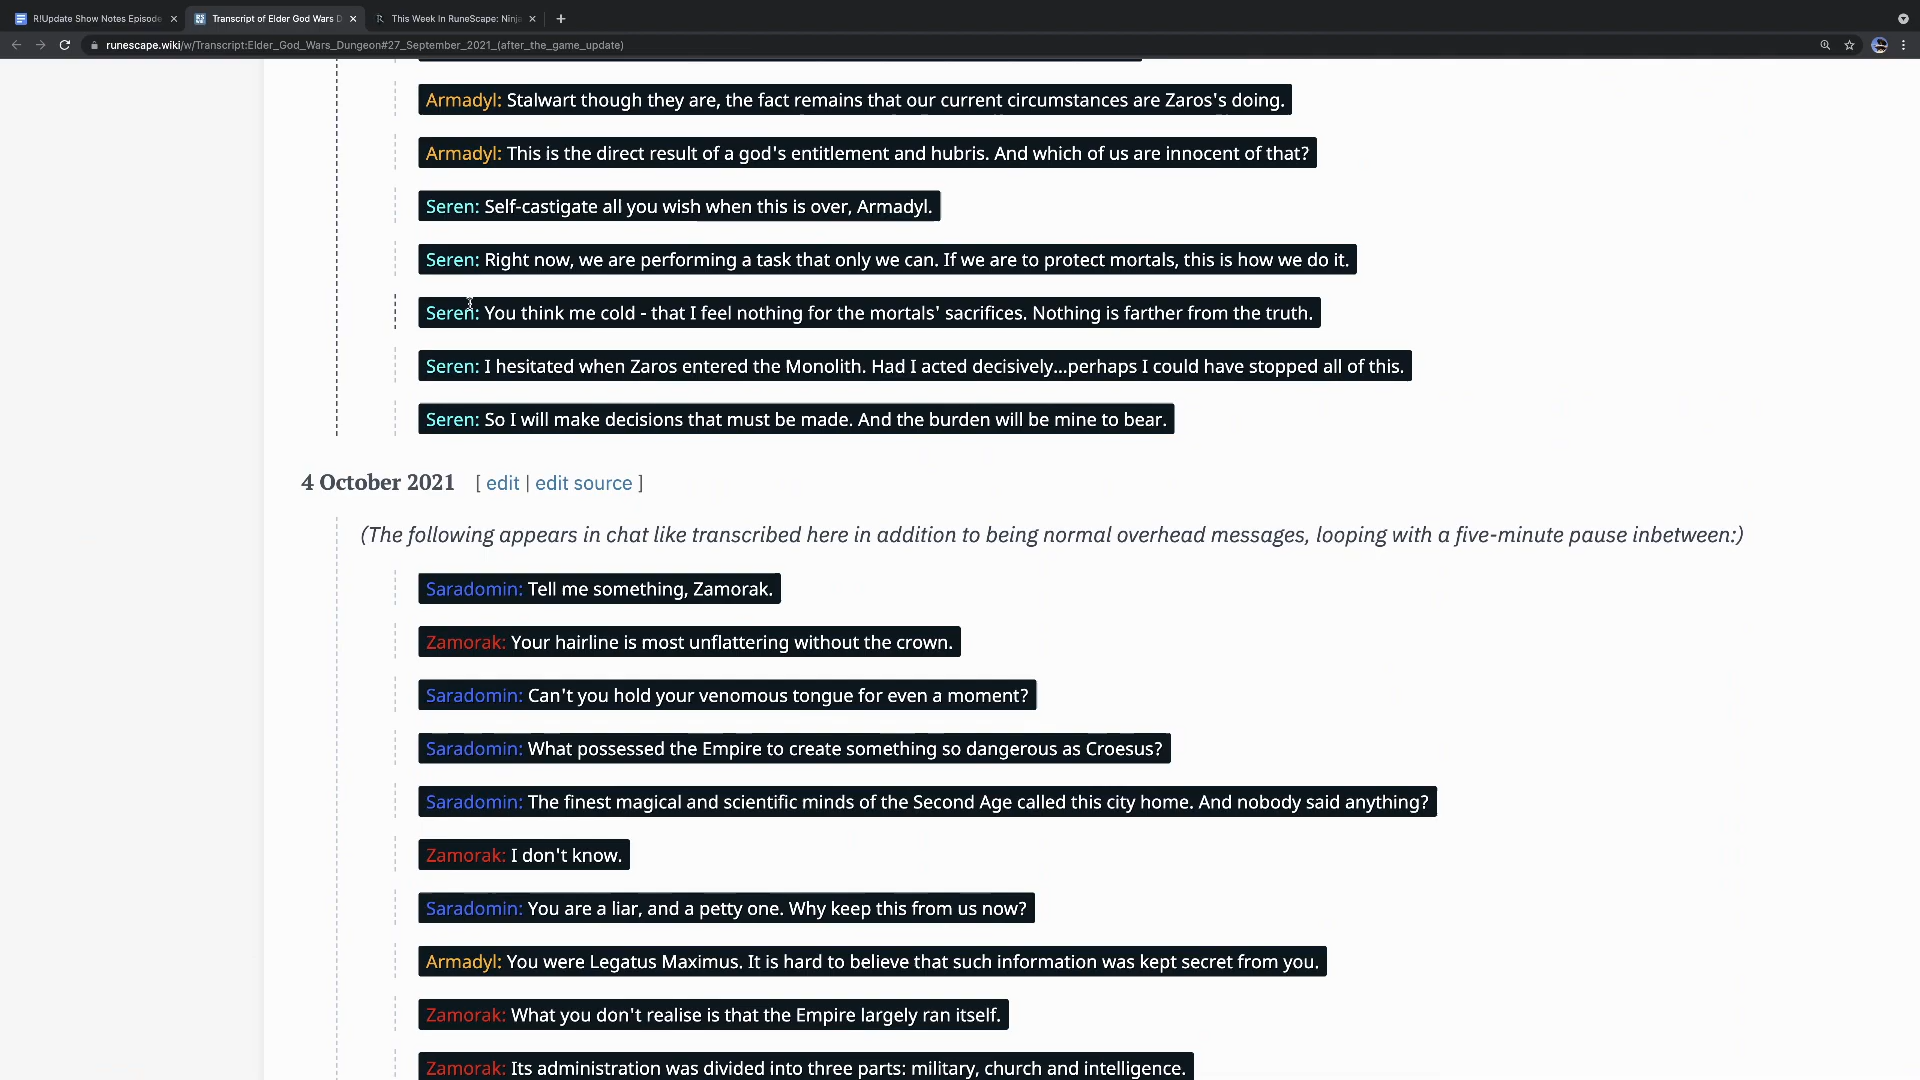 R!Update Show Notes Episode
Transcript of Elder God Wars D
This Week In RuneScape: Ninja
runescape.wiki/w/Transcript:Elder_God_Wars_Dungeon#27_September_2021_(after_the_game_update)
Armadyl: Stalwart though they are, the fact remains that our current circumstances are Zaros's doing.
Armadyl: This is the direct result of a god's entitlement and hubris. And which of us are innocent of that?
Seren: Self-castigate all you wish when this is over, Armadyl.
Seren: Right now, we are performing a task that only we can. If we are to protect mortals, this is how we do it.
Seren: You think me cold - that I feel nothing for the mortals' sacrifices. Nothing is farther from the truth.
Seren: I hesitated when Zaros entered the Monolith. Had I acted decisively...perhaps I could have stopped all of this.
Seren: So I will make decisions that must be made. And the burden will be mine to bear.
4 October 2021 [ edit | edit source ]
(The following appears in chat like transcribed here in addition to being normal overhead messages, looping with a five-minute pause inbetween:)
Saradomin: Tell me something, Zamorak.
Zamorak: Your hairline is most unflattering without the crown.
Saradomin: Can't you hold your venomous tongue for even a moment?
Saradomin: What possessed the Empire to create something so dangerous as Croesus?
Saradomin: The finest magical and scientific minds of the Second Age called this city home. And nobody said anything?
Zamorak: I don't know.
Saradomin: You are a liar, and a petty one. Why keep this from us now?
Armadyl: You were Legatus Maximus. It is hard to believe that such information was kept secret from you.
Zamorak: What you don't realise is that the Empire largely ran itself.
Zamorak: Its administration was divided into three parts: military, church and intelligence.